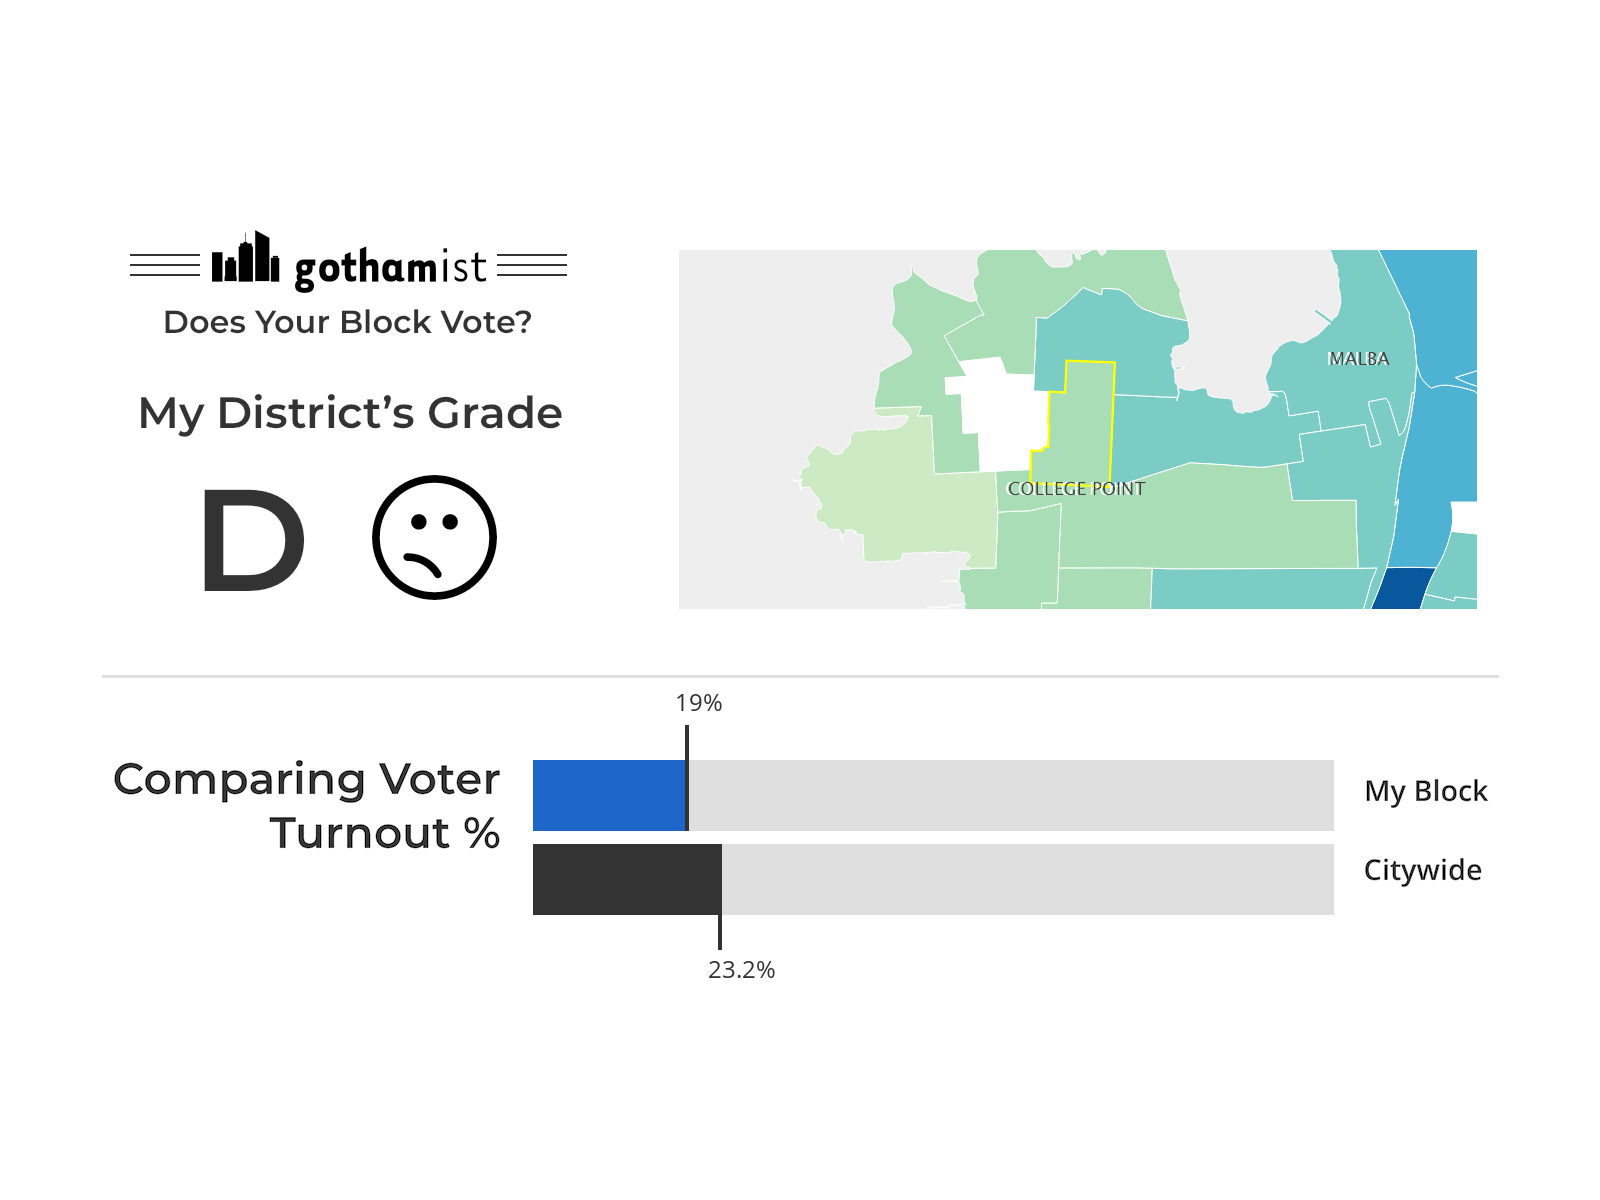 gothamist
Does Your Block Vote?
My District’s Grade
D
MALBA
COLLEGE POINT
19%
Comparing Voter
Turnout %
My Block
Citywide
23.2%